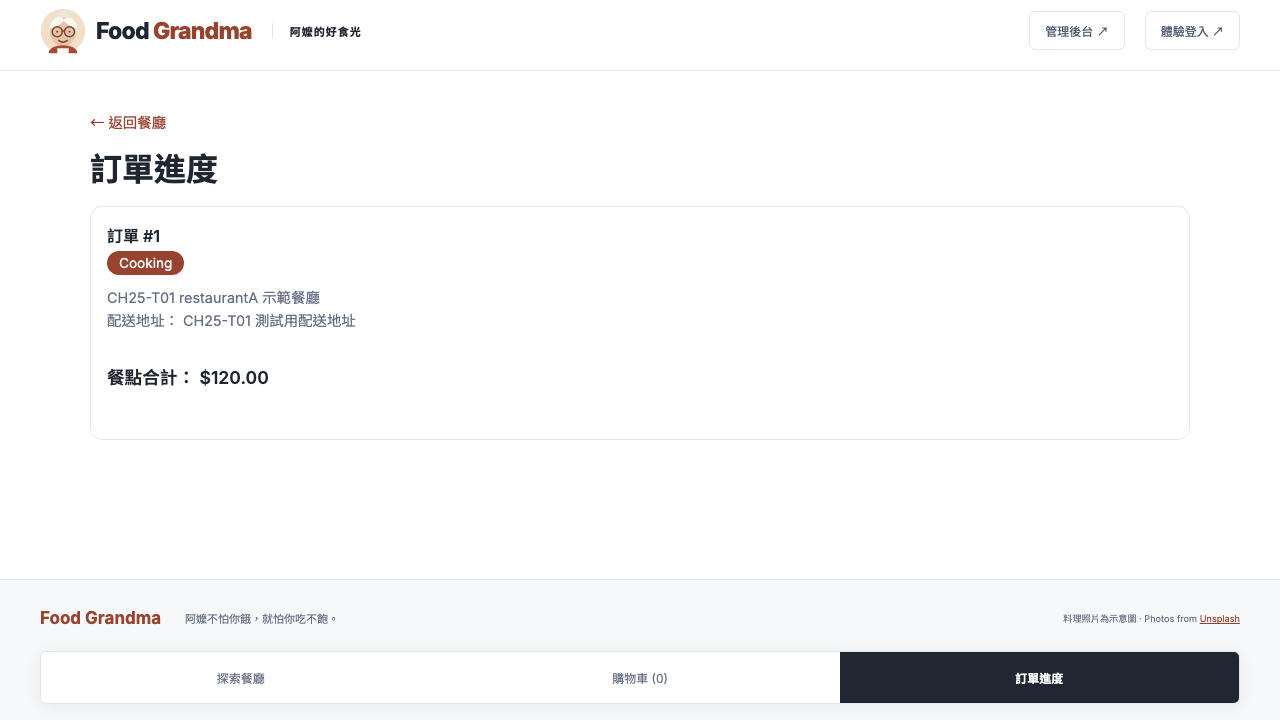 Food Grandma
阿嬤的好食光
管理後台 ↗
體驗登入 ↗
← 返回餐廳
訂單進度
訂單 #1
Cooking
CH25-T01 restaurantA 示範餐廳
配送地址： CH25-T01 測試用配送地址
餐點合計： $120.00
Food Grandma
阿嬤不怕你餓，就怕你吃不飽。
料理照片為示意圖 · Photos from Unsplash
探索餐廳
購物車 (0)
訂單進度